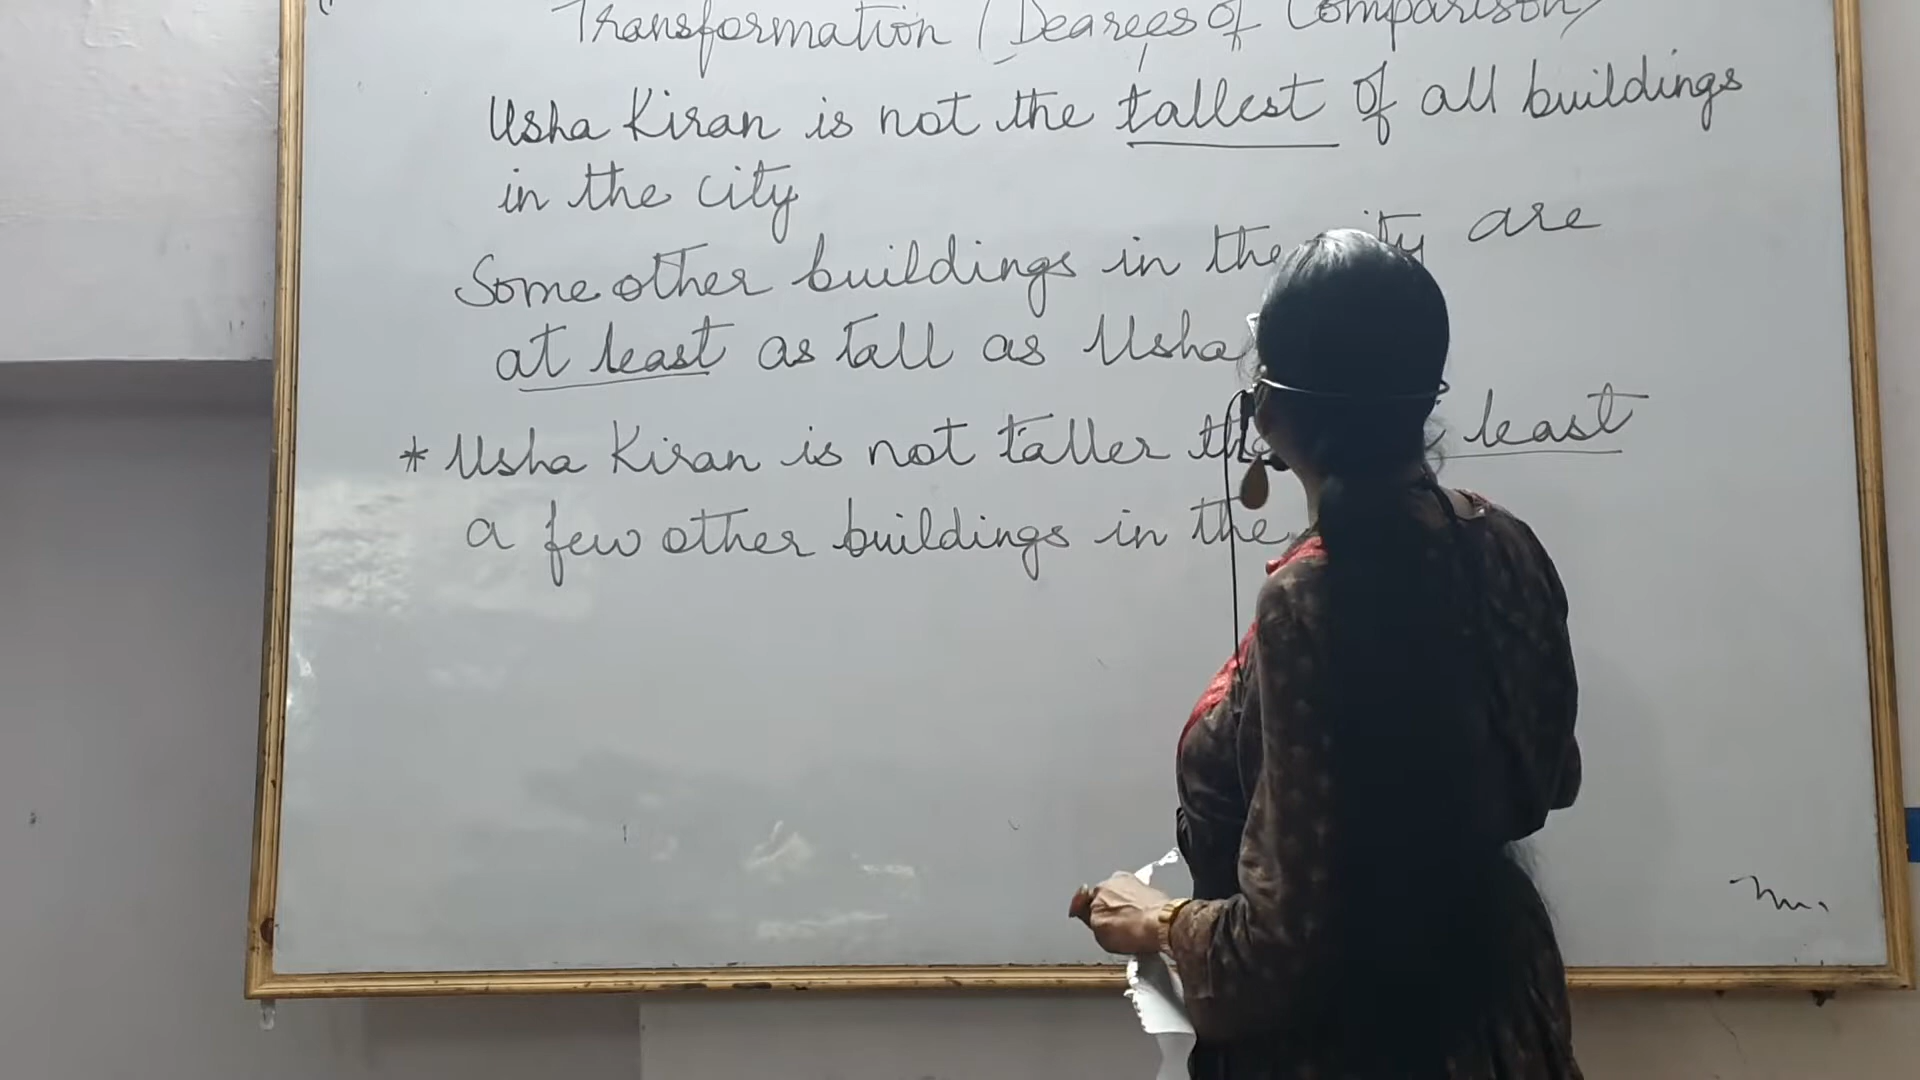 Transformation (Degrees of Comparison)
Usha Kiran is not the tallest of all buildings
in the city
Some other buildings in the city are
at least as tall as Usha
* Usha Kiran is not taller least
a few other buildings in the